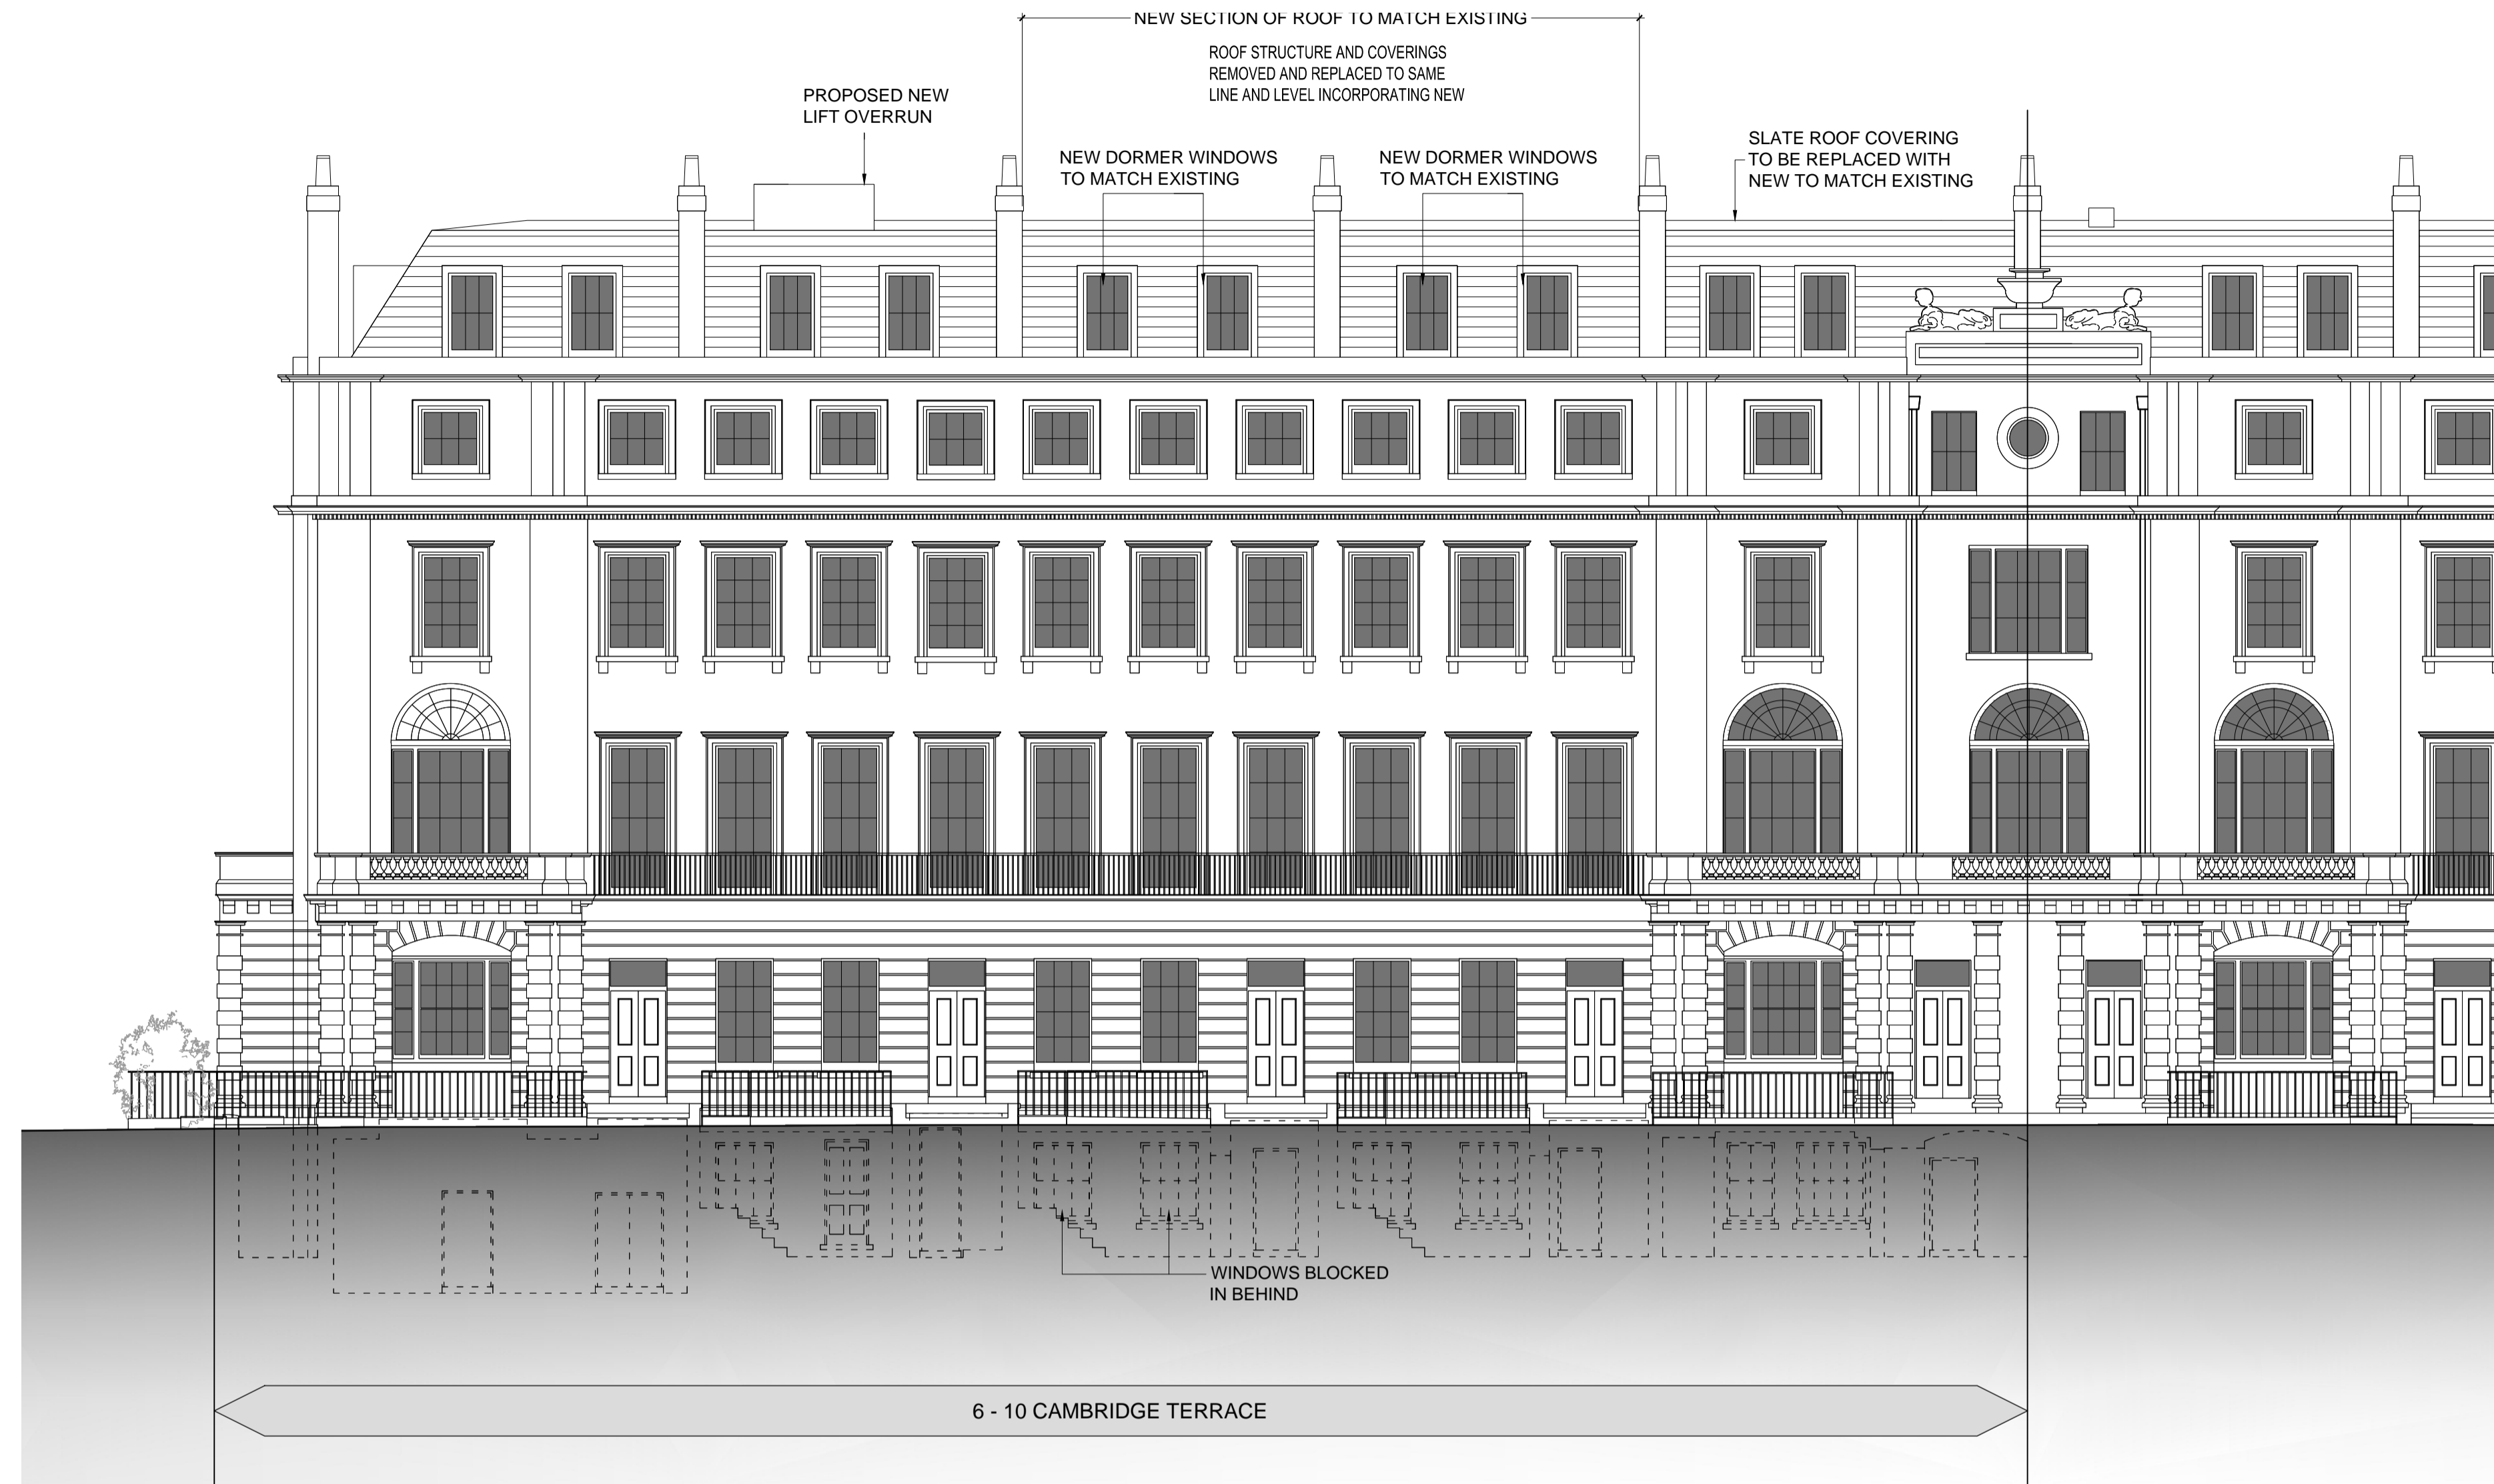 NEW SECTION OF ROOF TO MATCH EXISTING
ROOF STRUCTURE AND COVERINGS
REMOVED AND REPLACED TO SAME
LINE AND LEVEL INCORPORATING NEW
PROPOSED NEW
LIFT OVERRUN
NEW DORMER WINDOWS
TO MATCH EXISTING
NEW DORMER WINDOWS
TO MATCH EXISTING
SLATE ROOF COVERING
TO BE REPLACED WITH
NEW TO MATCH EXISTING
WINDOWS BLOCKED
IN BEHIND
6 - 10 CAMBRIDGE TERRACE